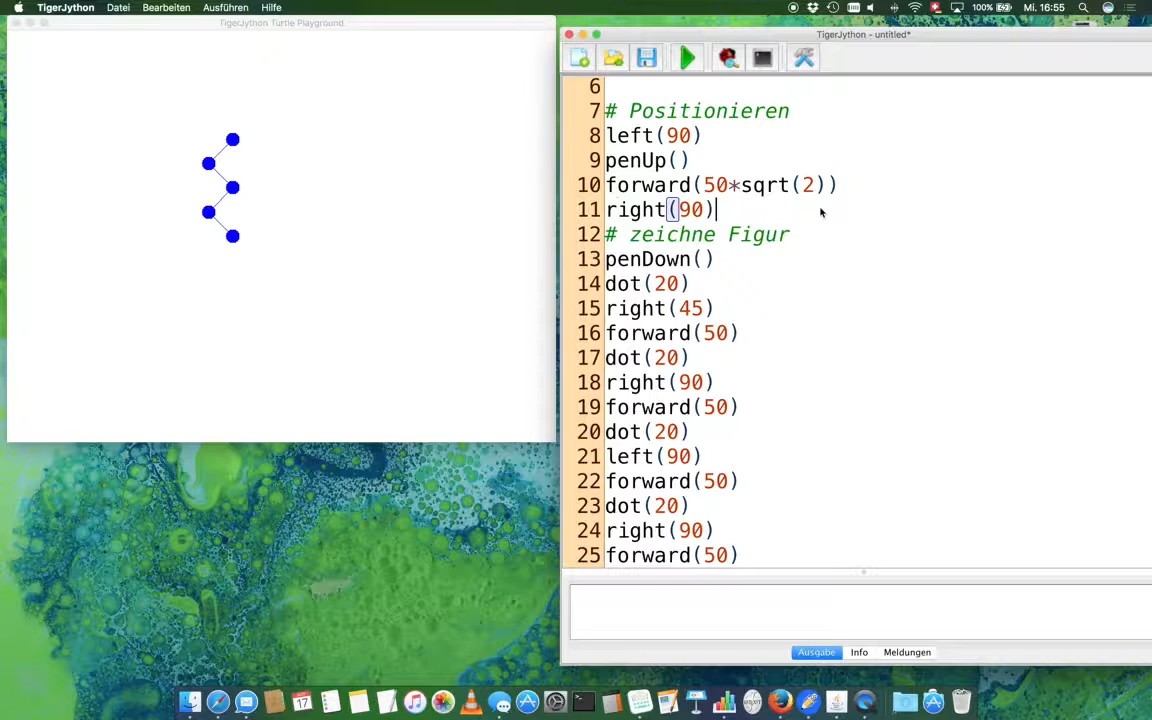 TigerJython Datei Bearbeiten Ausführen Hilfe 100% Mi. 16:55
TigerJython Turtle Playground
TigerJython - untitled*
6
7 # Positionieren
8 left(90)
9 penUp()
10 forward(50*sqrt(2))
11 right(90)
12 # zeichne Figur
13 penDown()
14 dot(20)
15 right(45)
16 forward(50)
17 dot(20)
18 right(90)
19 forward(50)
20 dot(20)
21 left(90)
22 forward(50)
23 dot(20)
24 right(90)
25 forward(50)
Ausgabe Info Meldungen
17